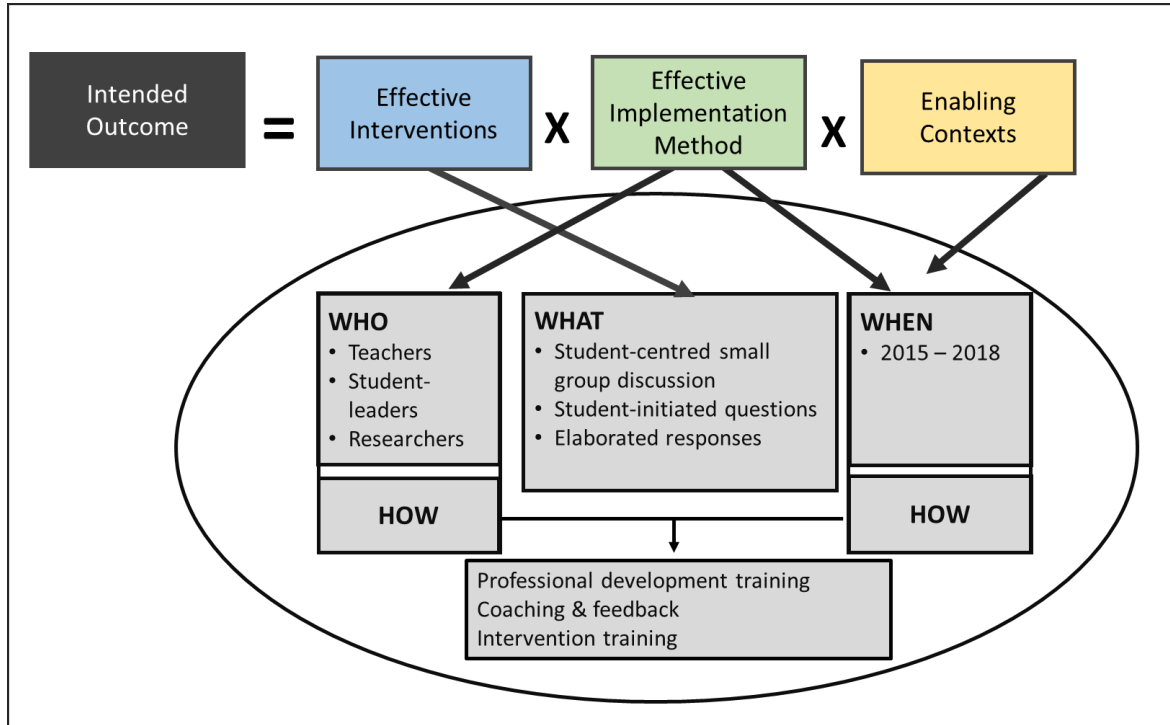 Intended
Outcome
=
Effective
Interventions
X
Effective
Implementation
Method
X
Enabling
Contexts
WHO
• Teachers
• Student-
leaders
• Researchers
HOW
WHAT
• Student-centred small
group discussion
• Student-initiated questions
• Elaborated responses
WHEN
• 2015 – 2018
HOW
Professional development training
Coaching & feedback
Intervention training